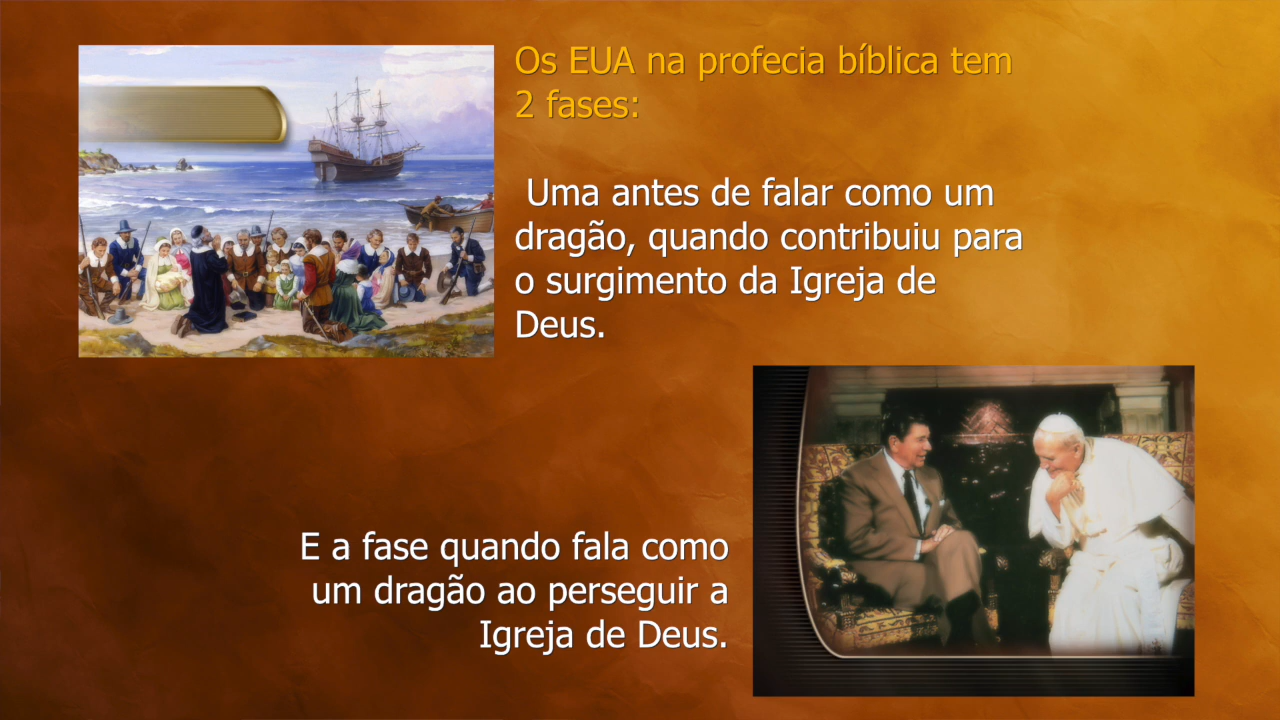 Os EUA na profecia bíblica tem
2 fases:
Uma antes de falar como um
dragão, quando contribuiu para
o surgimento da Igreja de
Deus.
E a fase quando fala como
um dragão ao perseguir a
Igreja de Deus.